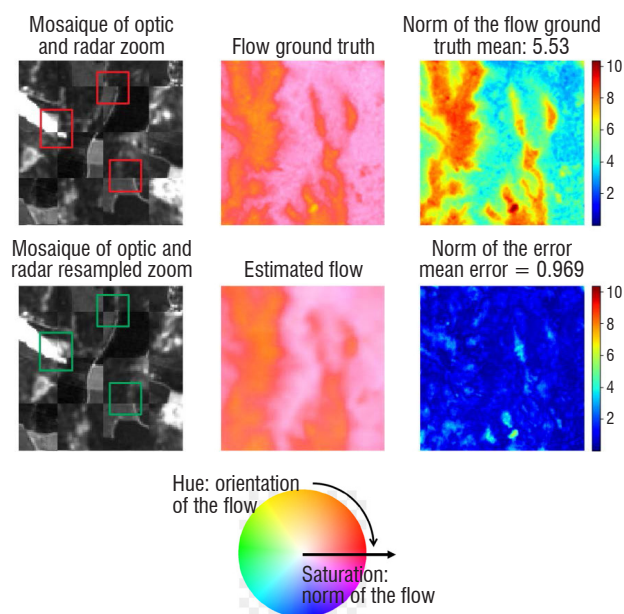 Mosaique of optic
and radar zoom
Flow ground truth
Norm of the flow ground
truth mean: 5.53
10
8
6
4
2
Mosaique of optic and
radar resampled zoom
Estimated flow
Norm of the error
mean error = 0.969
10
8
6
4
2
Hue: orientation
of the flow
Saturation:
norm of the flow